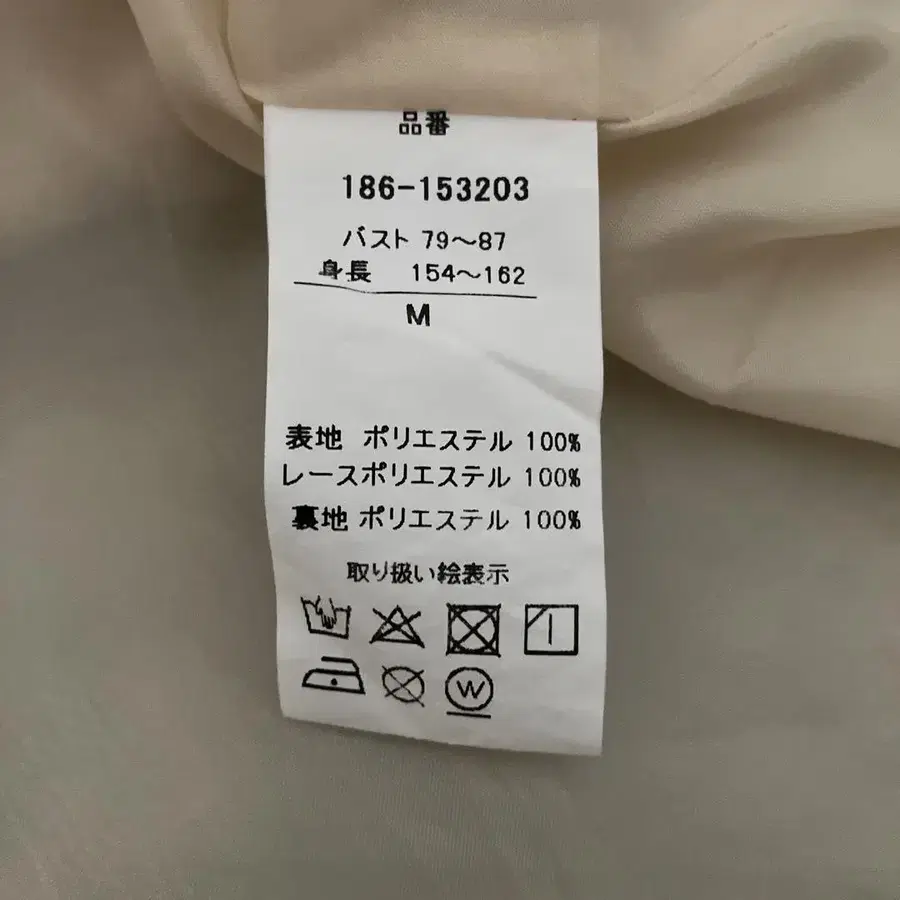 品番
186-153203
バスト 79〜87
身長 154〜162
M
表地 ポリエステル 100%
レースポリエステル 100%
裏地 ポリエステル 100%
取り扱い絵表示
W